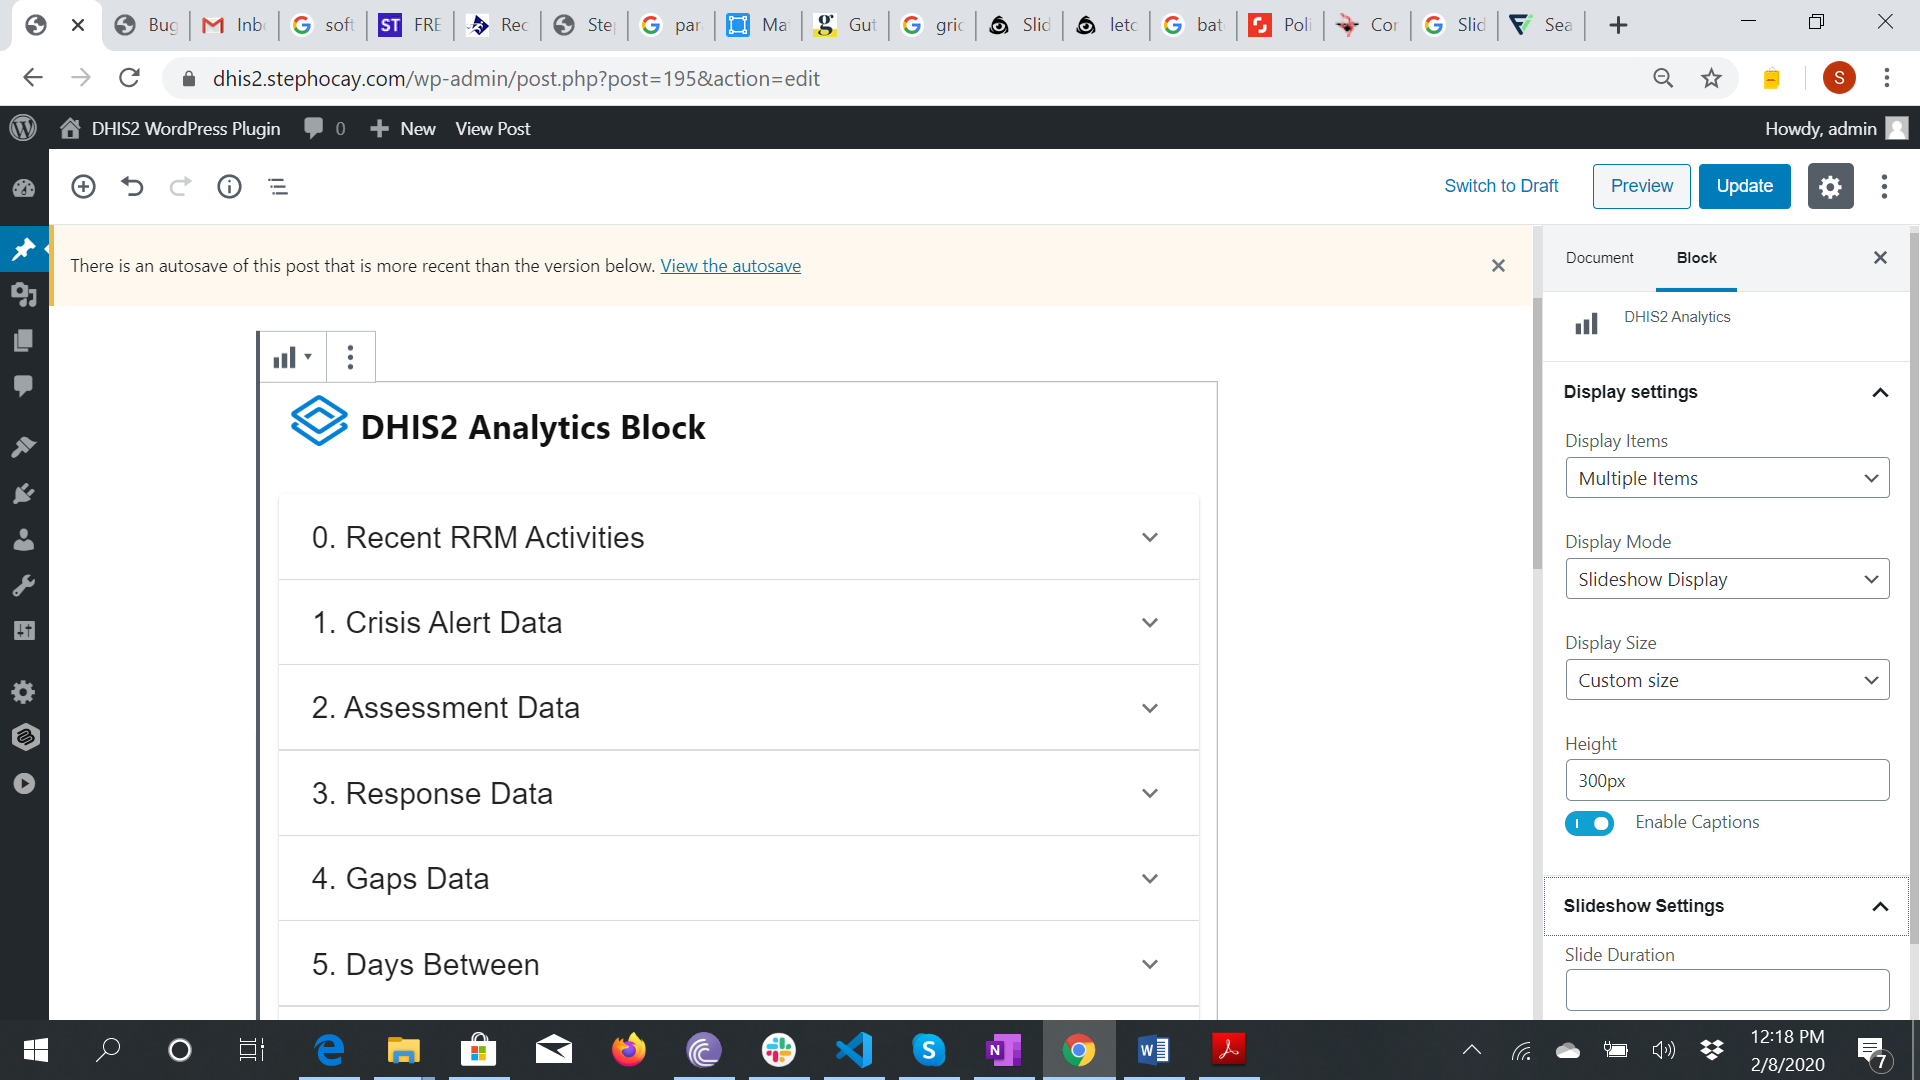 Bug
Inb
soft
ST FRE
Rec
Ste
par
Ma
g Gut
gric
Slid
letc
bat
Poli
Cor
Slid
Sea
dhis2.stephocay.com/wp-admin/post.php?post=195&action=edit
S
DHIS2 WordPress Plugin 0 New View Post Howdy, admin
Switch to Draft Preview Update
There is an autosave of this post that is more recent than the version below. View the autosave
Document Block
DHIS2 Analytics
Display settings
Display Items
Multiple Items
Display Mode
Slideshow Display
Display Size
Custom size
Height
300px
Enable Captions
Slideshow Settings
Slide Duration
DHIS2 Analytics Block
0. Recent RRM Activities
1. Crisis Alert Data
2. Assessment Data
3. Response Data
4. Gaps Data
5. Days Between
12:18 PM
2/8/2020
7